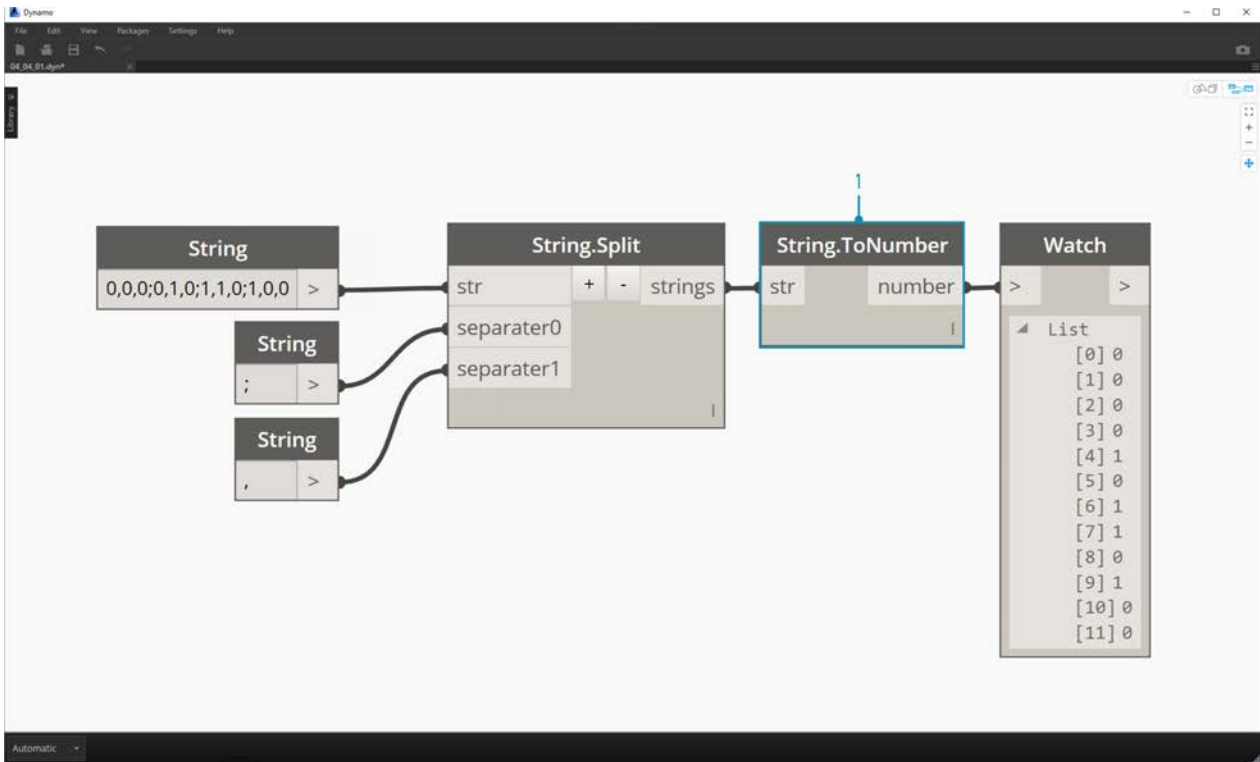 Dynamo
File Edit View Packages Settings Help
04_04_01.dyn*
Library
1
String
0,0,0;0,1,0;1,1,0;1,0,0 >
String
; >
String
, >
String.Split
str + - strings
separater0
separater1
String.ToNumber
str number
Watch
> >
List
[0] 0
[1] 0
[2] 0
[3] 0
[4] 1
[5] 0
[6] 1
[7] 1
[8] 0
[9] 1
[10] 0
[11] 0
Automatic